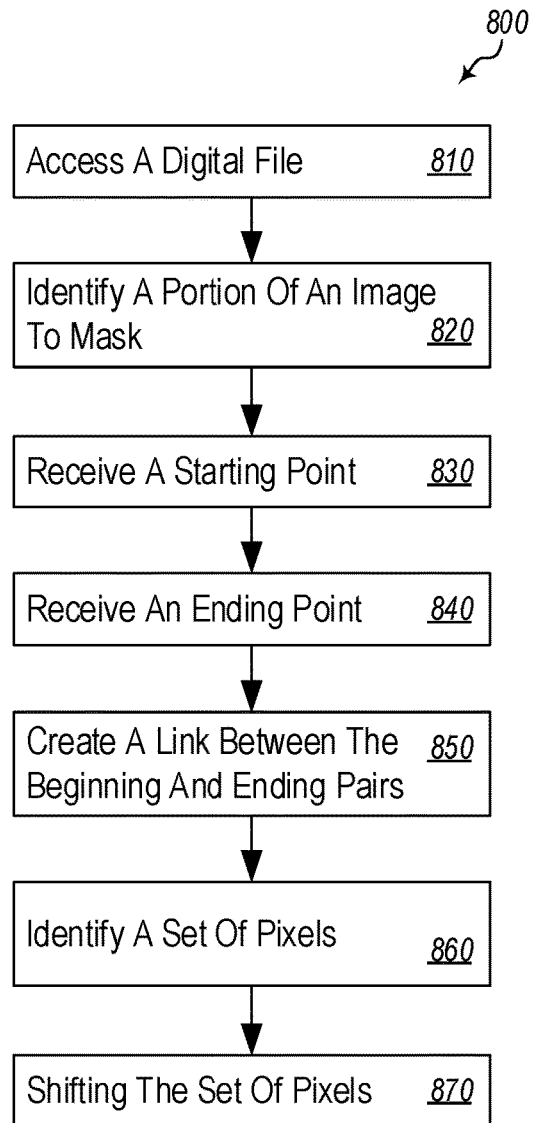 800
Access A Digital File 810
Identify A Portion Of An Image
To Mask 820
Receive A Starting Point 830
Receive An Ending Point 840
Create A Link Between The 850
Beginning And Ending Pairs
Identify A Set Of Pixels 860
Shifting The Set Of Pixels 870